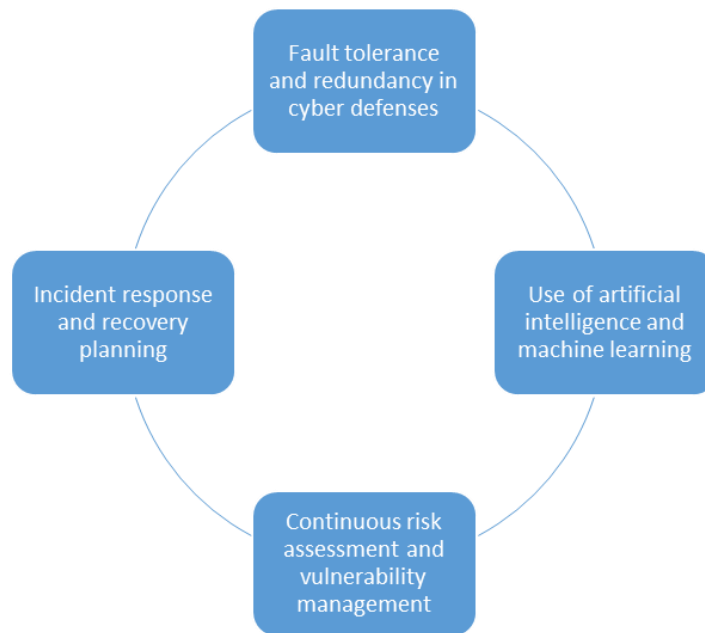 Fault tolerance
and redundancy in
cyber defenses
Incident response
and recovery
planning
Use of artificial
intelligence and
machine learning
Continuous risk
assessment and
vulnerability
management